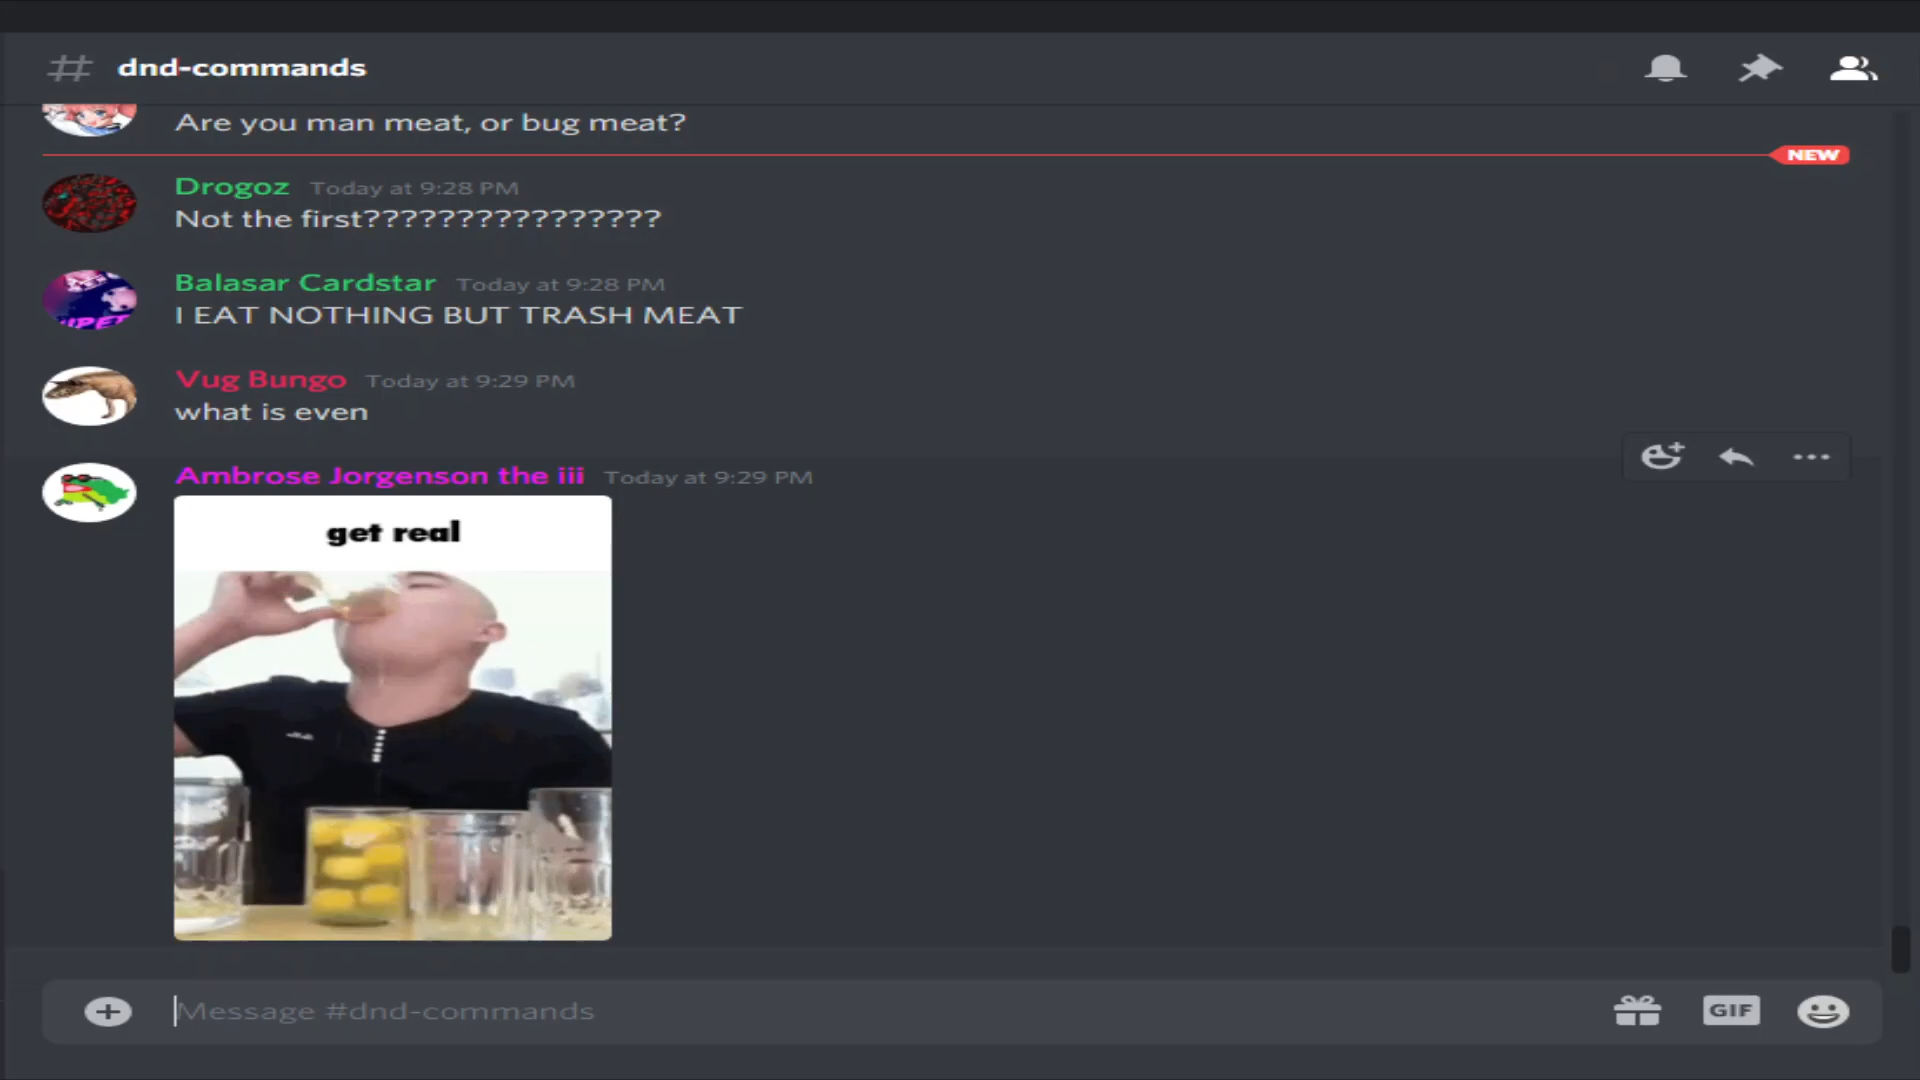 dnd-commands
Are you man meat, or bug meat?
NEW
Drogoz Today at 9:28 PM
Not the first????????????????
Balasar Cardstar Today at 9:28 PM
I EAT NOTHING BUT TRASH MEAT
Vug Bungo Today at 9:29 PM
what is even
Ambrose Jorgenson the iii Today at 9:29 PM
get real
Message #dnd-commands
GIF